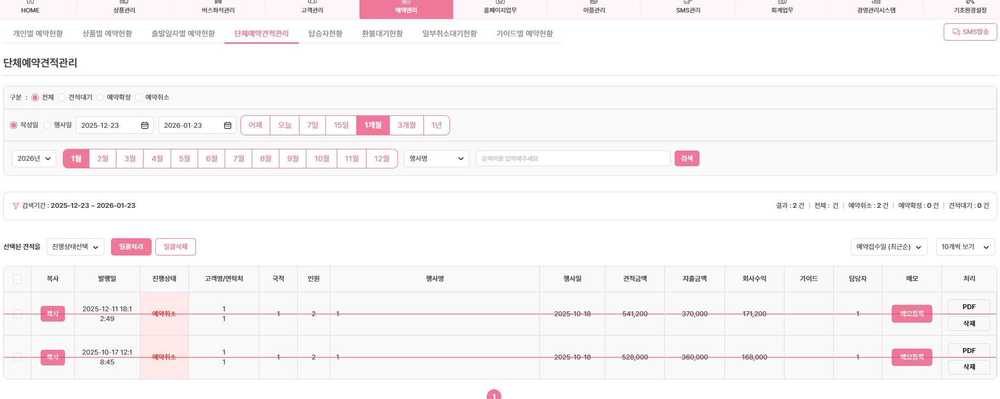 HOME 상품관리 버스좌석관리 고객관리 예약관리 홈페이지업무 어플관리 SMS관리 회계업무 경영관리시스템 기초환경설정
개인별 예약현황 상품별 예약현황 출발일자별 예약현황 단체예약견적관리 탑승자현황 환불대기현황 일부취소대기현황 가이드별 예약현황 SMS발송
단체예약견적관리
구분 : 전체 견적대기 예약확정 예약취소
작성일 행사일 2025-12-23 2026-01-23 어제 오늘 7일 15일 1개월 3개월 1년
2026년 1월 2월 3월 4월 5월 6월 7월 8월 9월 10월 11월 12월 행사명 검색어를 입력해주세요 검색
검색기간 : 2025-12-23 ~ 2026-01-23 결과 : 2 건 | 전체 : 건 | 예약취소 : 2 건 | 예약확정 : 0 건 | 견적대기 : 0 건
선택된 견적을 진행상태선택 일괄처리 일괄삭제 예약접수일 (최근순) 10개씩 보기
복사 발행일 진행상태 고객명/연락처 국적 인원 행사명 행사일 견적금액 지출금액 회사수익 가이드 담당자 메모 처리
복사 2025-12-11 18:1 예약취소 1 1 2 1 2025-10-18 541,200 370,000 171,200 1 메모등록 PDF
2:49 1 삭제
복사 2025-10-17 12:1 예약취소 1 1 2 1 2025-10-18 528,000 360,000 168,000 1 메모등록 PDF
8:45 1 삭제
1